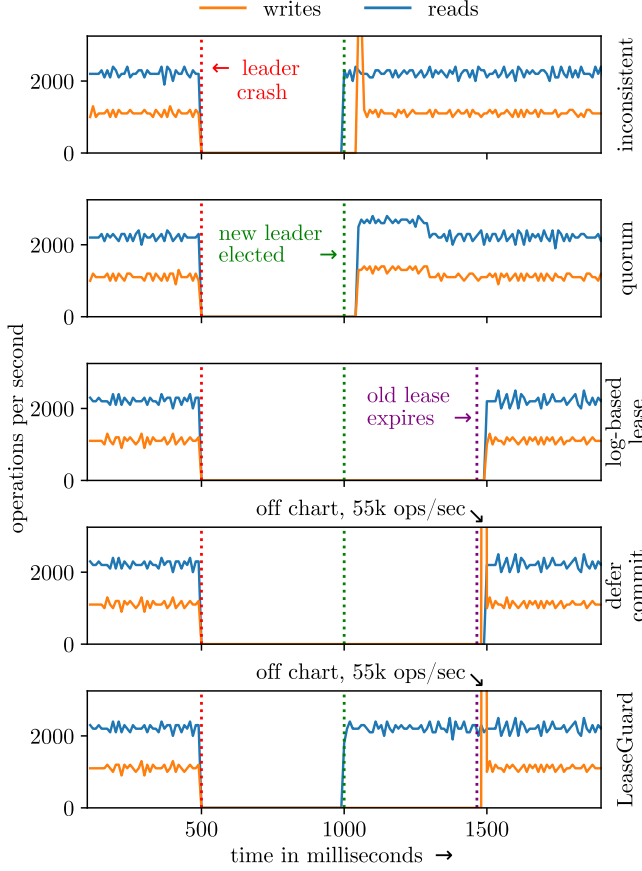 writes reads
2000
0
← leader
crash
inconsistent
2000
0
new leader
elected →
quorum
operations per second
2000
0
old lease
expires →
log-based
lease
off chart, 55k ops/sec
2000
0
defer
commit
off chart, 55k ops/sec
2000
0
LeaseGuard
500 1000 1500
time in milliseconds →